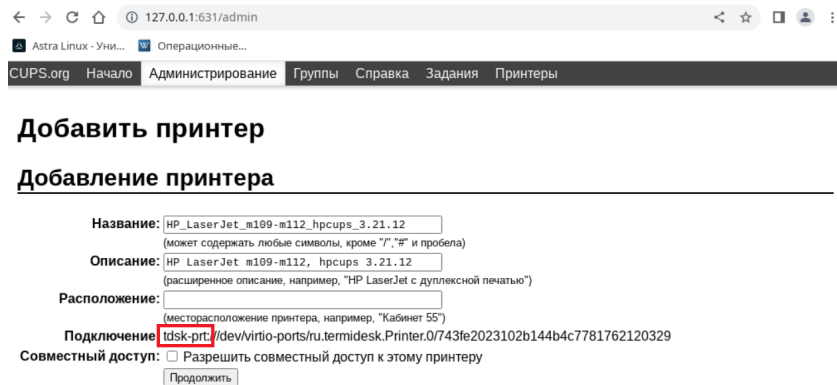 127.0.0.1:631/admin
Astra Linux - Уни... Операционные...
CUPS.org Начало Администрирование Группы Справка Задания Принтеры
Добавить принтер
Добавление принтера
Название: HP_LaserJet_m109-m112_hpcups_3.21.12
(может содержать любые символы, кроме "/","#" и пробела)
Описание: HP LaserJet m109-m112, hpcups 3.21.12
(расширенное описание, например, "HP LaserJet с дуплексной печатью")
Расположение:
(месторасположение принтера, например, "Кабинет 55")
Подключение: tdsk-prt://dev/virtio-ports/ru.termidesk.Printer.0/743fe2023102b144b4c7781762120329
Совместный доступ: Разрешить совместный доступ к этому принтеру
Продолжить